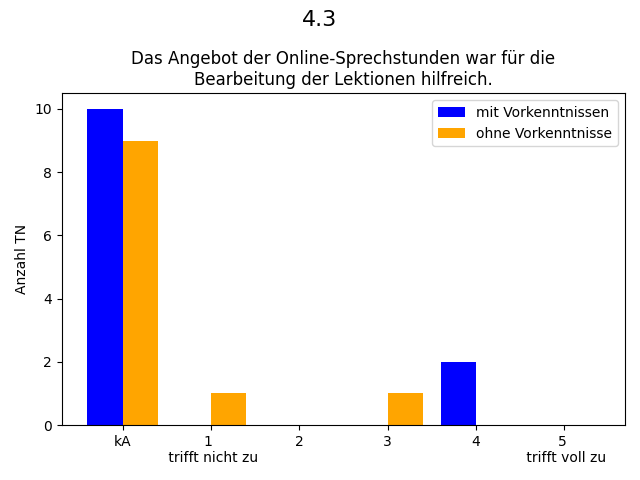 4.3
Das Angebot der Online-Sprechstunden war für die
Bearbeitung der Lektionen hilfreich.
mit Vorkenntnissen
ohne Vorkenntnisse
Anzahl TN
10
8
6
4
2
0
kA 1 2 3 4 5
trifft nicht zu trifft voll zu